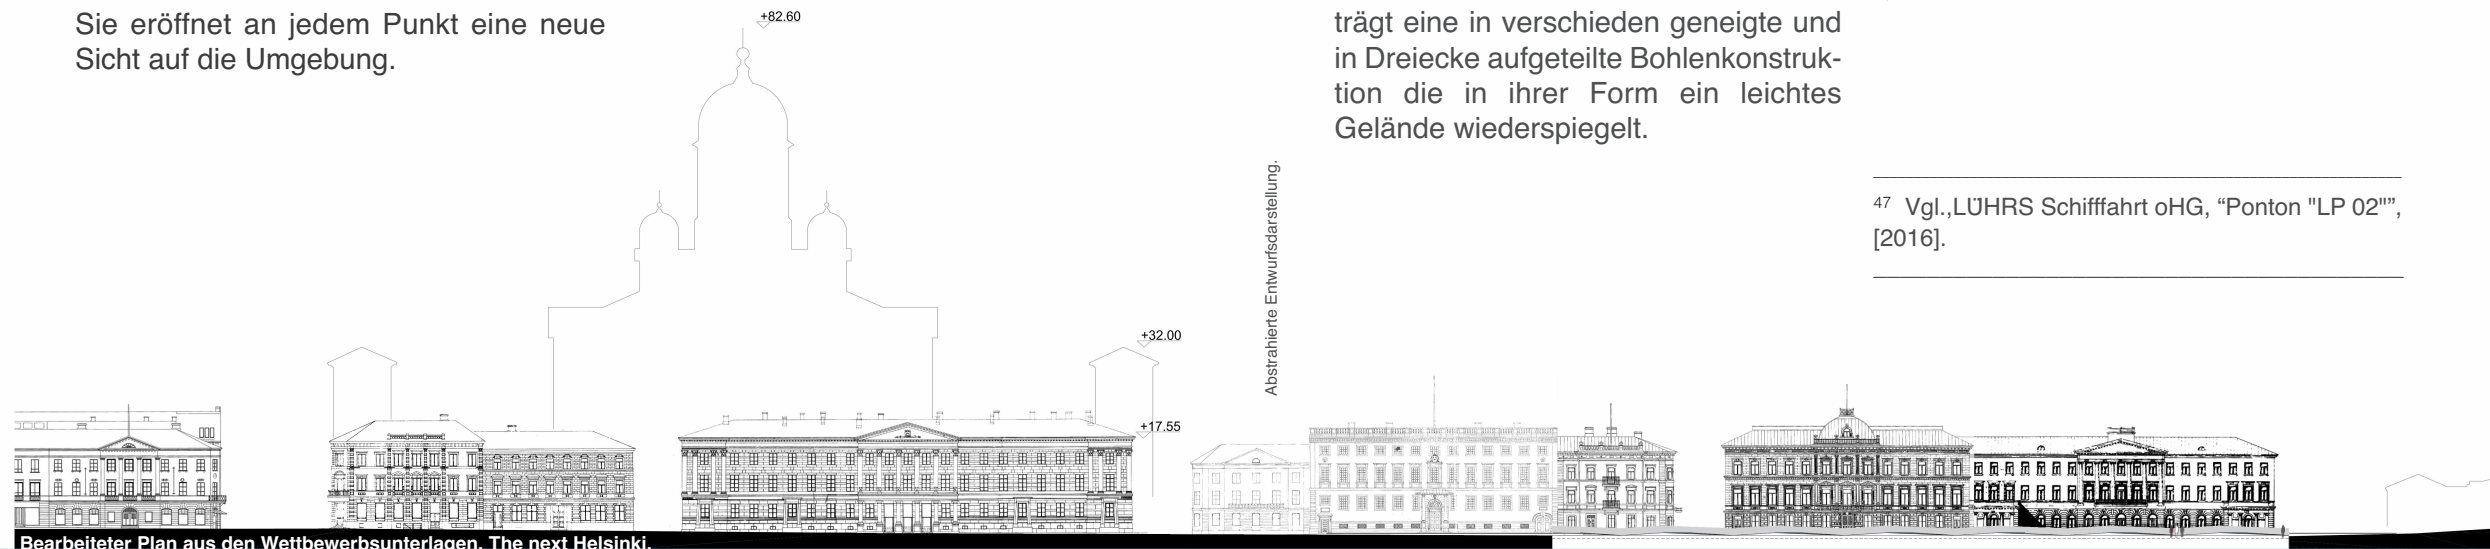 Sie eröffnet an jedem Punkt eine neue
Sicht auf die Umgebung.
+82.60
+32.00
+17.55
Abstrahierte Entwurfsdarstellung.
trägt eine in verschieden geneigte und
in Dreiecke aufgeteilte Bohlenkonstruk-
tion die in ihrer Form ein leichtes
Gelände wiederspiegelt.
47 Vgl.,LÜHRS Schifffahrt oHG, “Ponton "LP 02"”,
[2016].
Bearbeiteter Plan aus den Wettbewerbsunterlagen. The next Helsinki.